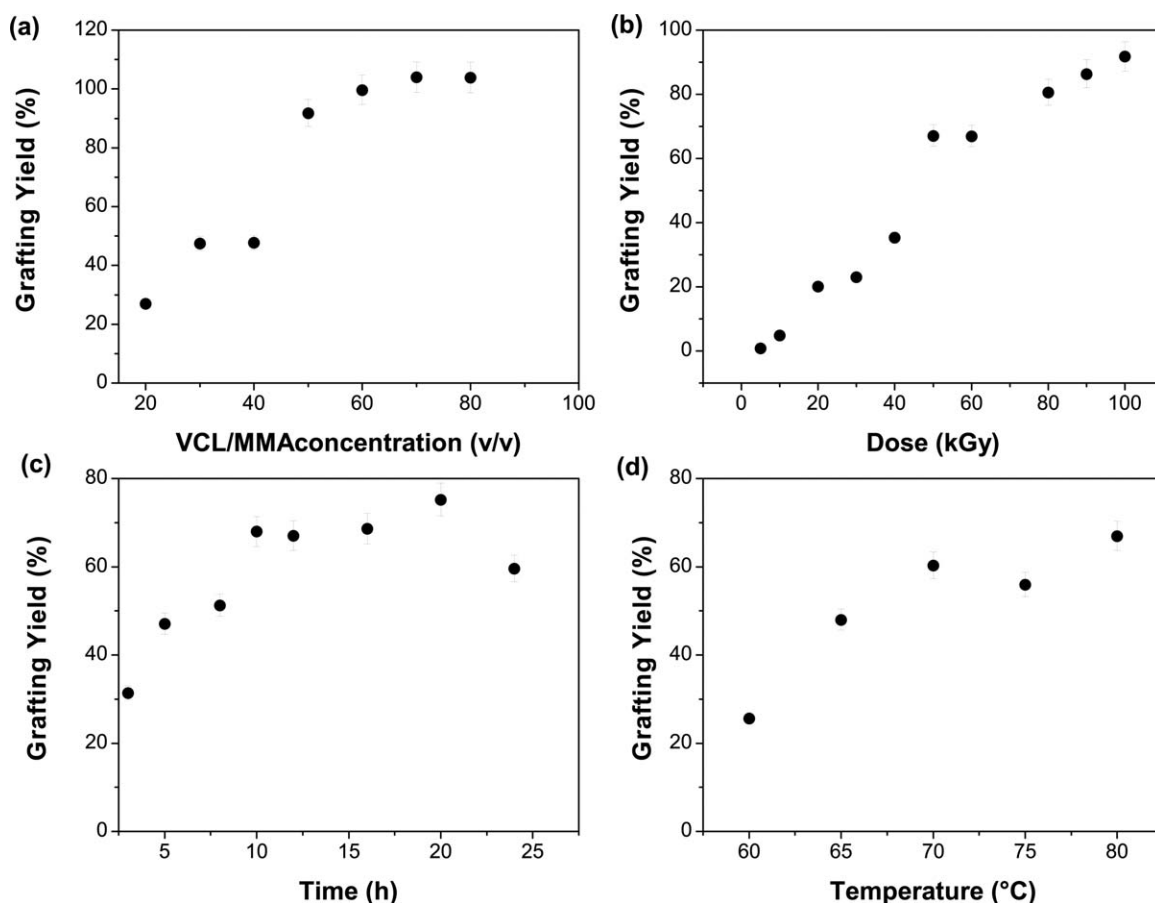 (a)
Grafting Yield (%)
120
100
80
60
40
20
0
20 40 60 80 100
VCL/MMAconcentration (v/v)
(b)
Grafting Yield (%)
100
80
60
40
20
0
0 20 40 60 80 100
Dose (kGy)
(c)
Grafting Yield (%)
80
60
40
20
0
5 10 15 20 25
Time (h)
(d)
Grafting Yield (%)
80
60
40
20
0
60 65 70 75 80
Temperature (°C)